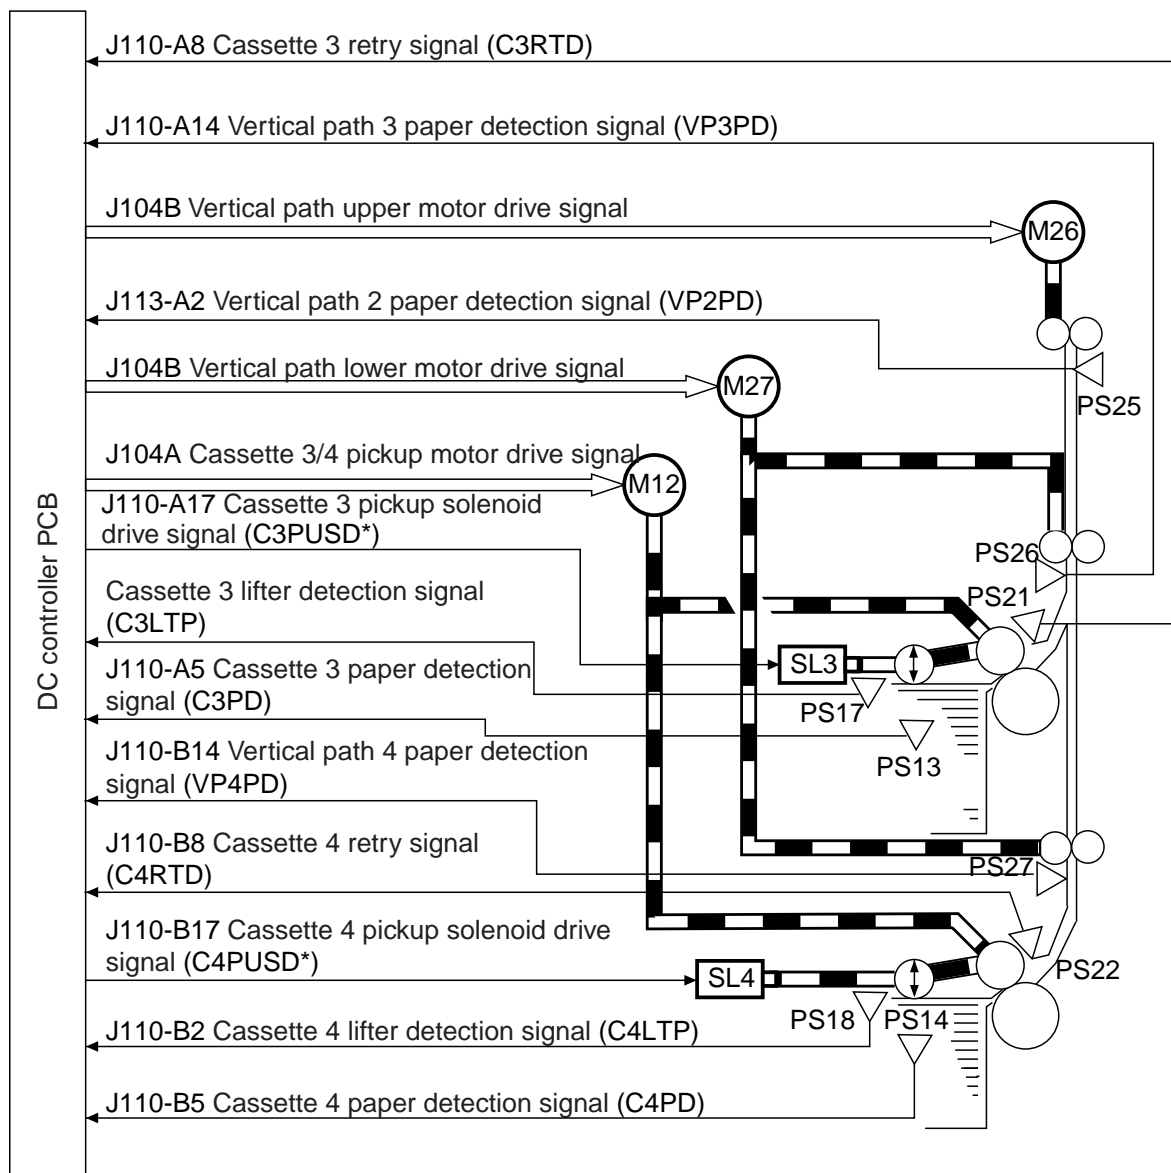 J110-A8 Cassette 3 retry signal (C3RTD)
J110-A14 Vertical path 3 paper detection signal (VP3PD)
J104B Vertical path upper motor drive signal
M26
J113-A2 Vertical path 2 paper detection signal (VP2PD)
J104B Vertical path lower motor drive signal
M27
PS25
J104A Cassette 3/4 pickup motor drive signal
M12
J110-A17 Cassette 3 pickup solenoid
drive signal (C3PUSD*)
PS26
DC controller PCB
Cassette 3 lifter detection signal
(C3LTP)
PS21
J110-A5 Cassette 3 paper detection
signal (C3PD)
SL3
PS17
PS13
J110-B14 Vertical path 4 paper detection
signal (VP4PD)
J110-B8 Cassette 4 retry signal
(C4RTD)
PS27
J110-B17 Cassette 4 pickup solenoid drive
signal (C4PUSD*)
SL4
PS22
PS18
PS14
J110-B2 Cassette 4 lifter detection signal (C4LTP)
J110-B5 Cassette 4 paper detection signal (C4PD)